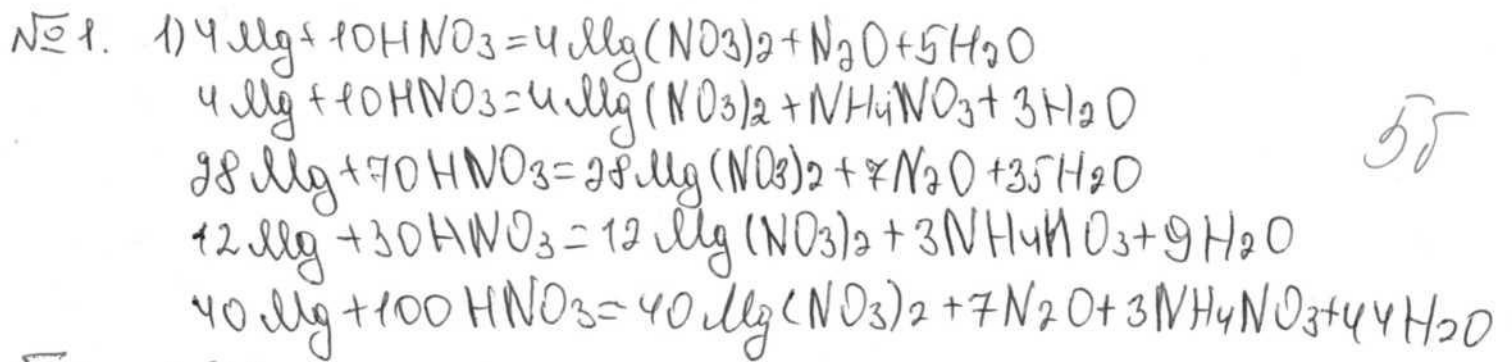 №1. 1) 4Mg + 10HNO3 = 4Mg(NO3)2 + N2O + 5H2O
4Mg + 10HNO3 = 4Mg(NO3)2 + NH4NO3 + 3H2O
5б
28Mg + 70HNO3 = 28Mg(NO3)2 + 7N2O + 35H2O
12Mg + 30HNO3 = 12Mg(NO3)2 + 3NH4NO3 + 9H2O
40Mg + 100HNO3 = 40Mg(NO3)2 + 7N2O + 3NH4NO3 + 44H2O